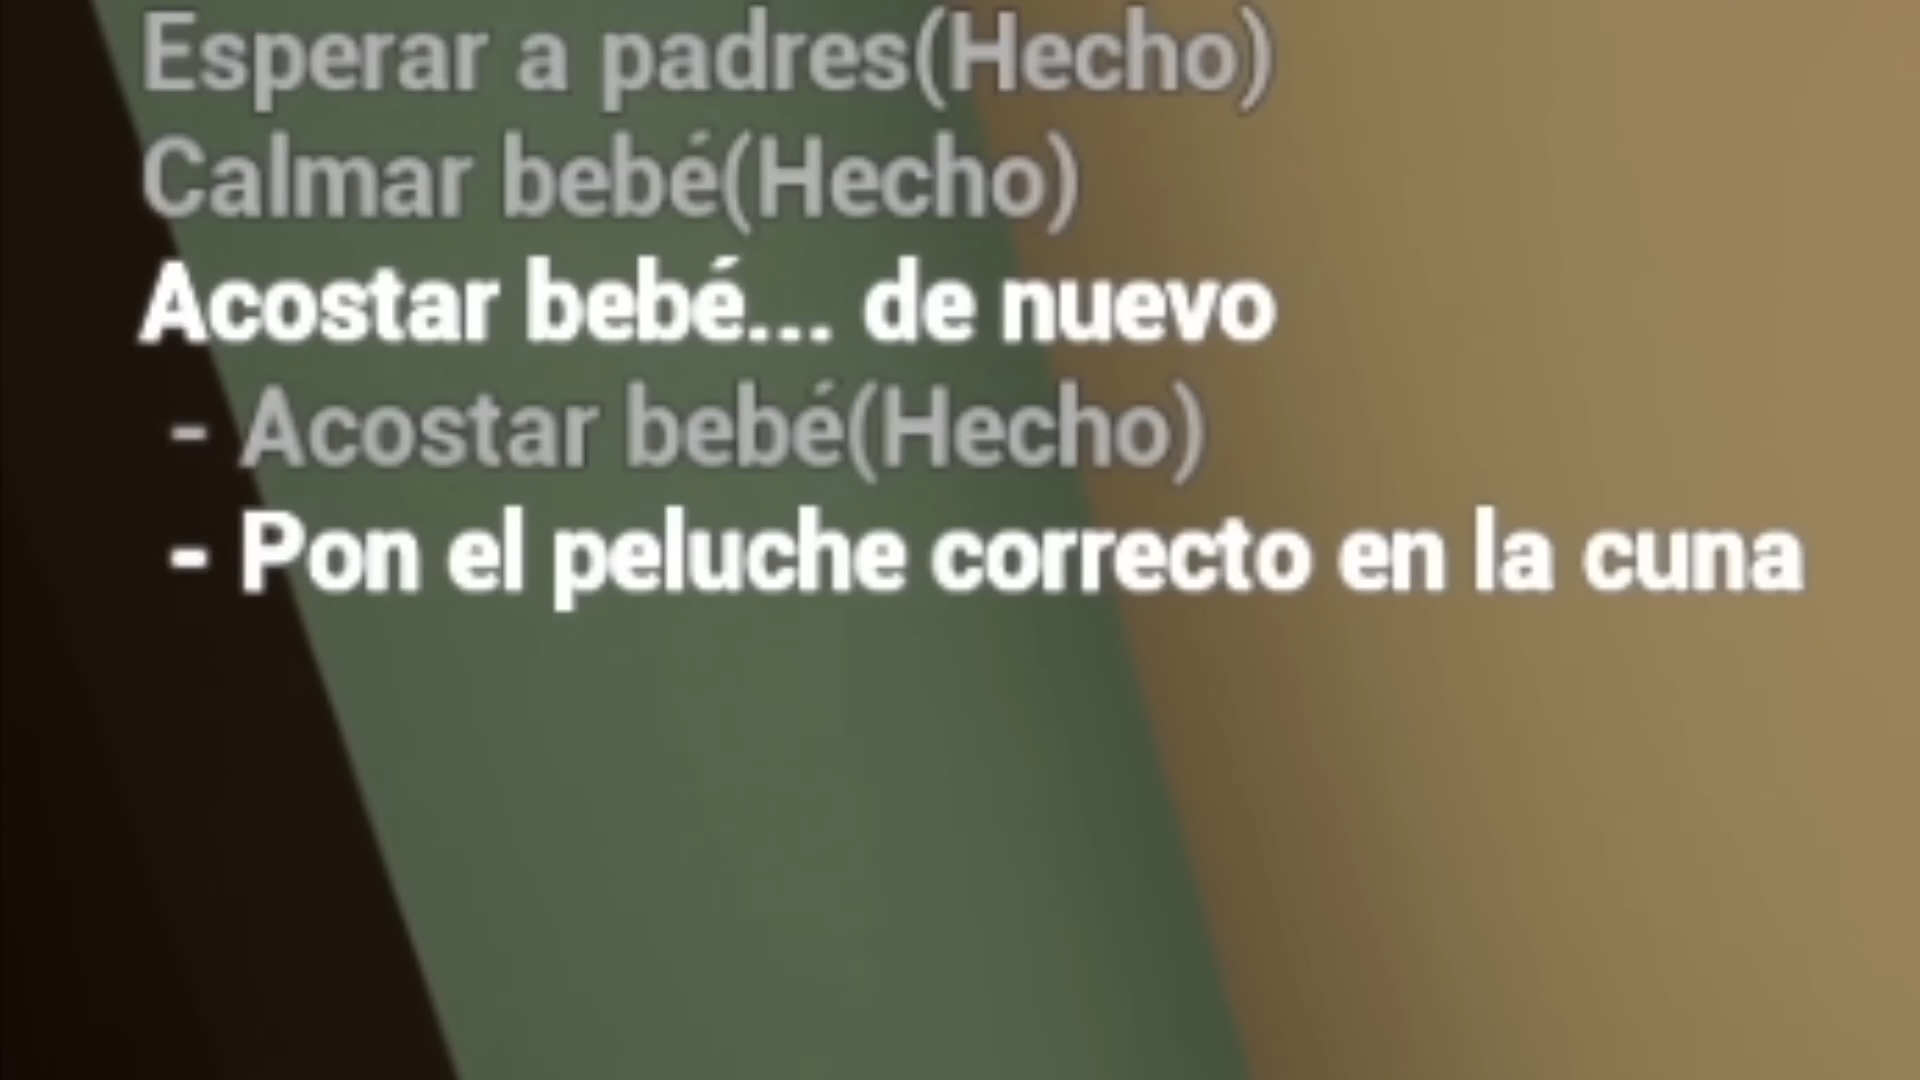 Esperar a padres(Hecho)
Calmar bebé(Hecho)
Acostar bebé... de nuevo
- Acostar bebé(Hecho)
- Pon el peluche correcto en la cuna